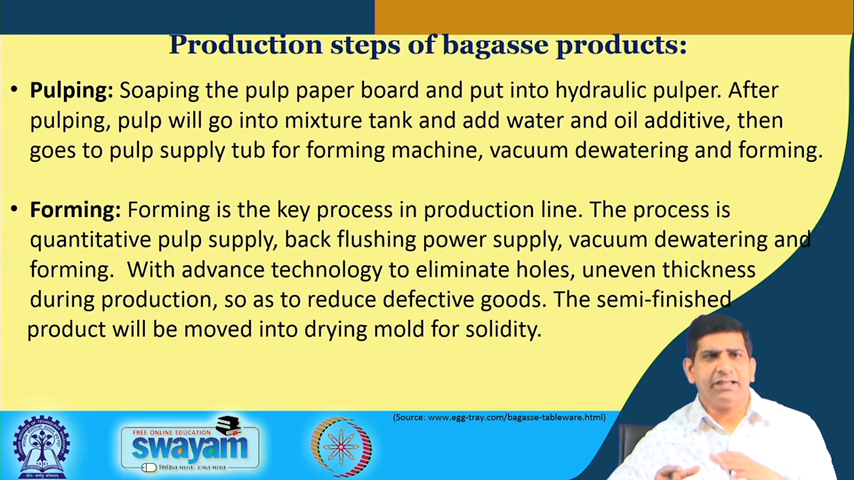 Production steps of bagasse products:
• Pulping: Soaping the pulp paper board and put into hydraulic pulper. After
pulping, pulp will go into mixture tank and add water and oil additive, then
goes to pulp supply tub for forming machine, vacuum dewatering and forming.
• Forming: Forming is the key process in production line. The process is
quantitative pulp supply, back flushing power supply, vacuum dewatering and
forming. With advance technology to eliminate holes, uneven thickness
during production, so as to reduce defective goods. The semi-finished
product will be moved into drying mold for solidity.
(Source: www.egg-tray.com/bagasse-tableware.html)
FREE ONLINE EDUCATION
swayam